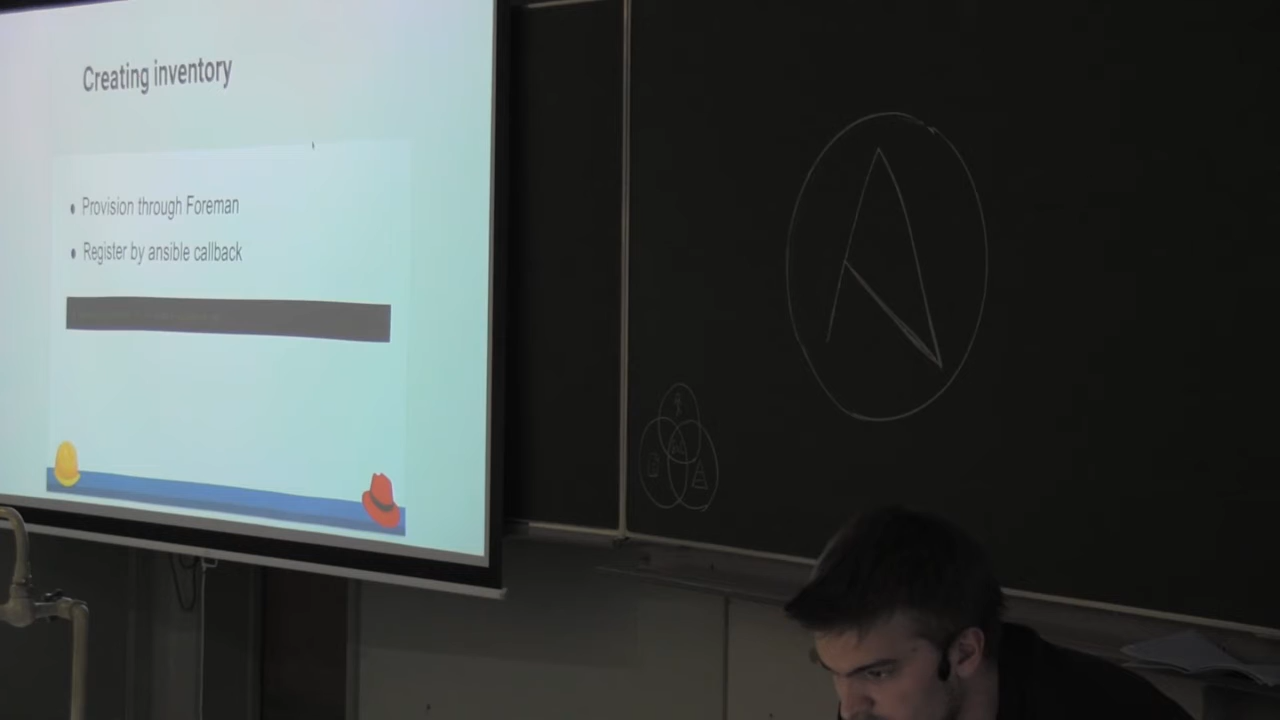 Creating inventory
Provision through Foreman
Register by ansible callback